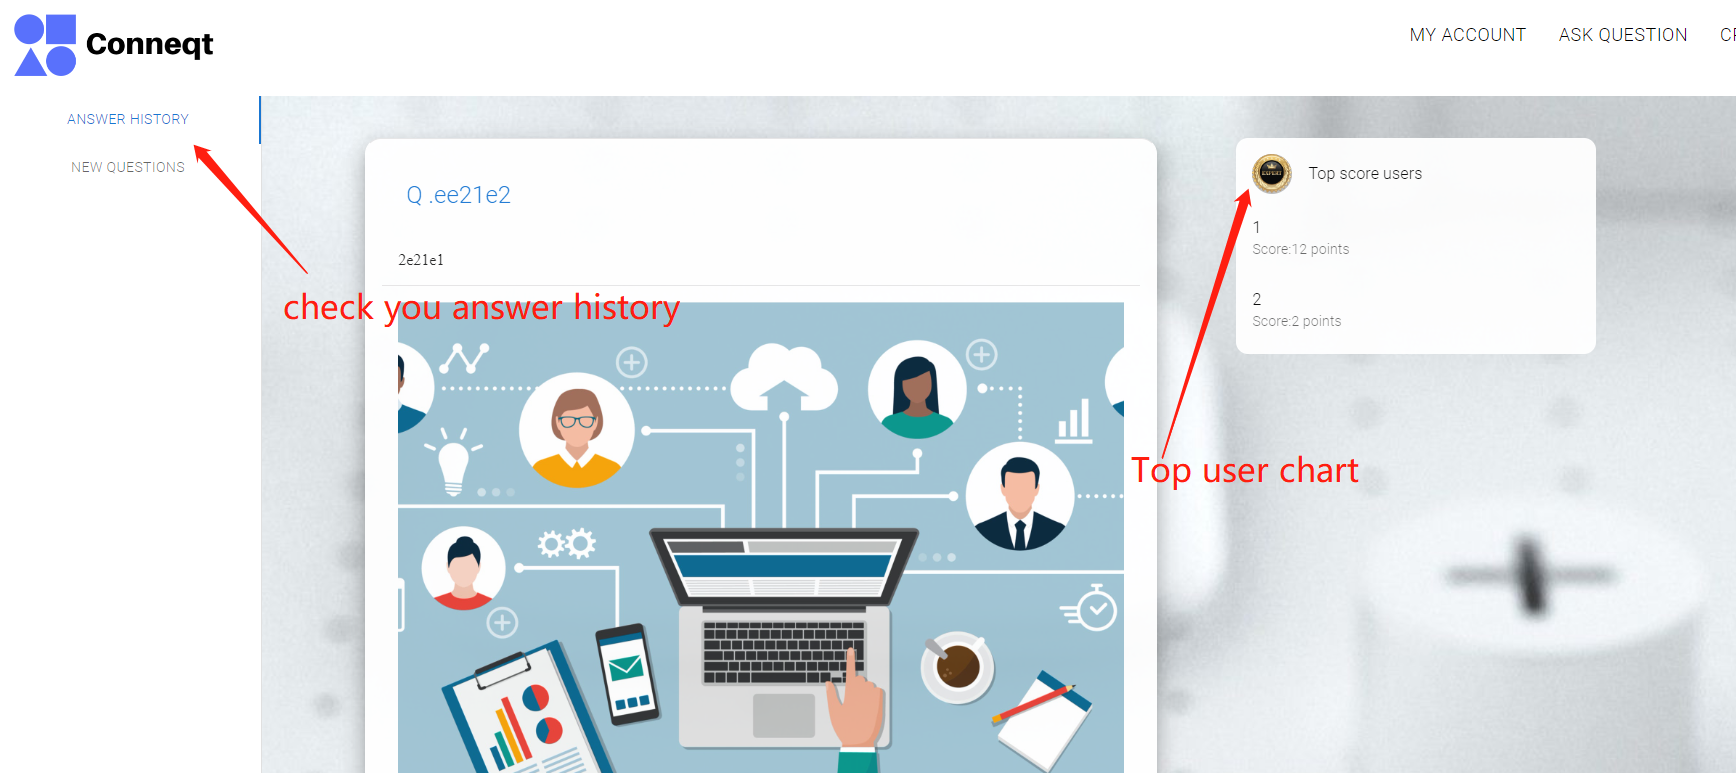 Conneqt
MY ACCOUNT
ASK QUESTION
ANSWER HISTORY
NEW QUESTIONS
Q .ee21e2
2e21e1
check you answer history
EXPERT
Top score users
1
Score:12 points
2
Score:2 points
Top user chart